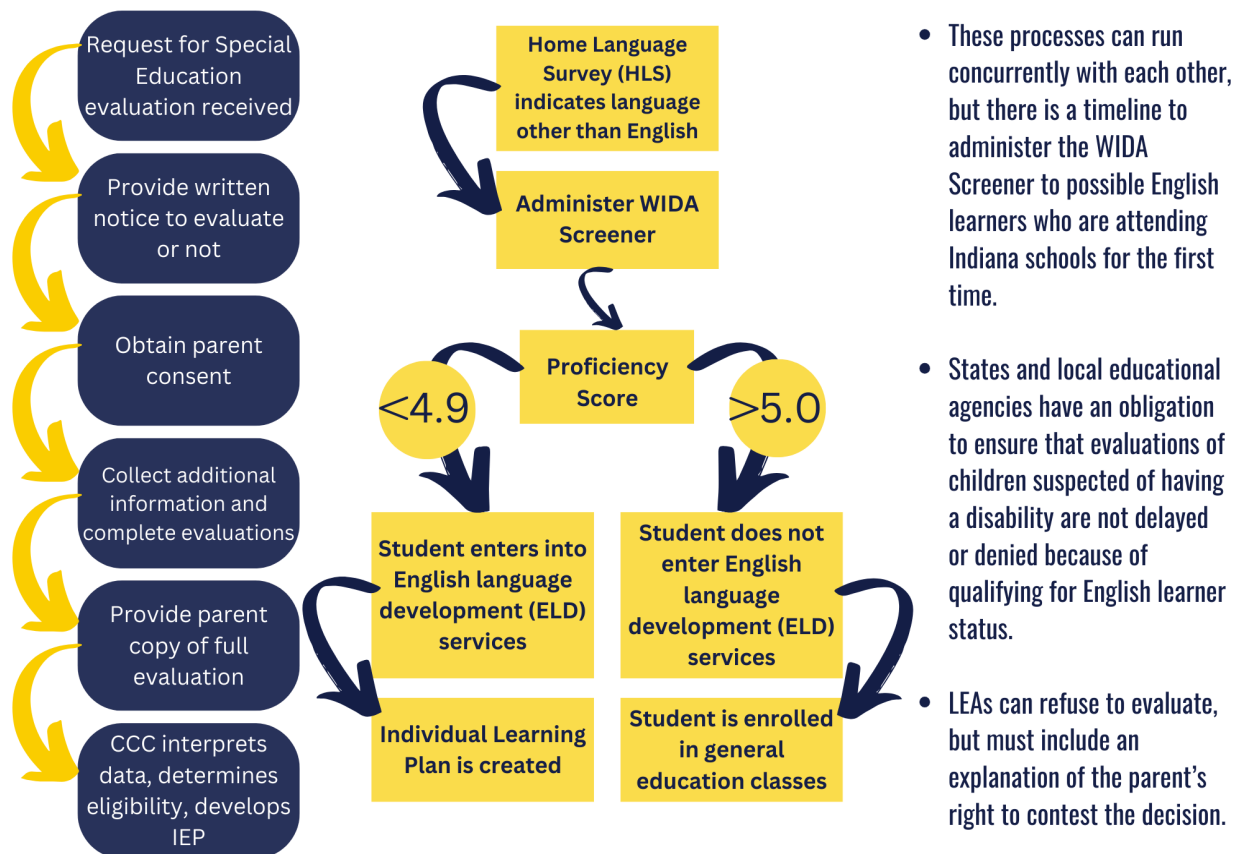 Request for Special
Education
evaluation received
Provide written
notice to evaluate
or not
Obtain parent
consent
Collect additional
information and
complete evaluations
Provide parent
copy of full
evaluation
CCC interprets
data, determines
eligibility, develops
IEP
Home Language
Survey (HLS)
indicates language
other than English
Administer WIDA
Screener
Proficiency
Score
<4.9
>5.0
Student enters into
English language
development (ELD)
services
Individual Learning
Plan is created
Student does not
enter English
language
development (ELD)
services
Student is enrolled
in general
education classes
• These processes can run
concurrently with each other,
but there is a timeline to
administer the WIDA
Screener to possible English
learners who are attending
Indiana schools for the first
time.
• States and local educational
agencies have an obligation
to ensure that evaluations of
children suspected of having
a disability are not delayed
or denied because of
qualifying for English learner
status.
• LEAs can refuse to evaluate,
but must include an
explanation of the parent's
right to contest the decision.